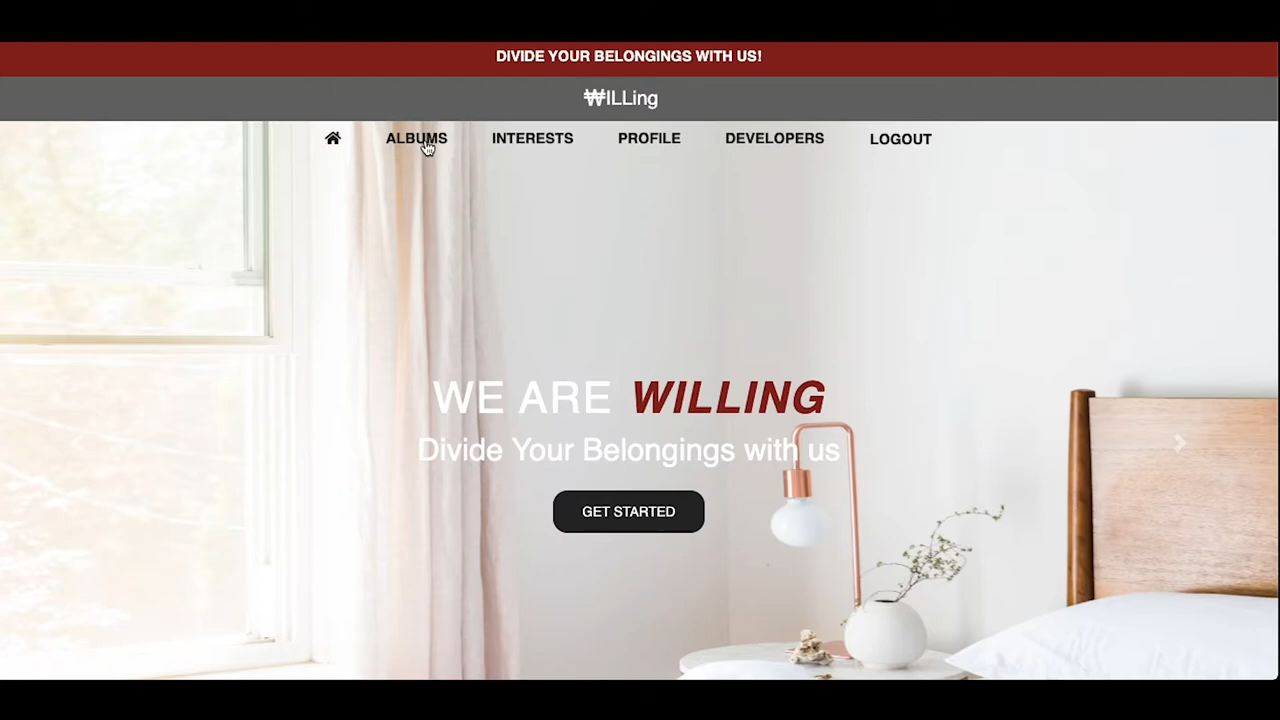 DIVIDE YOUR BELONGINGS WITH US!
₩ILLing
ALBUMS INTERESTS PROFILE DEVELOPERS LOGOUT
WE ARE WILLING
Divide Your Belongings with us
GET STARTED